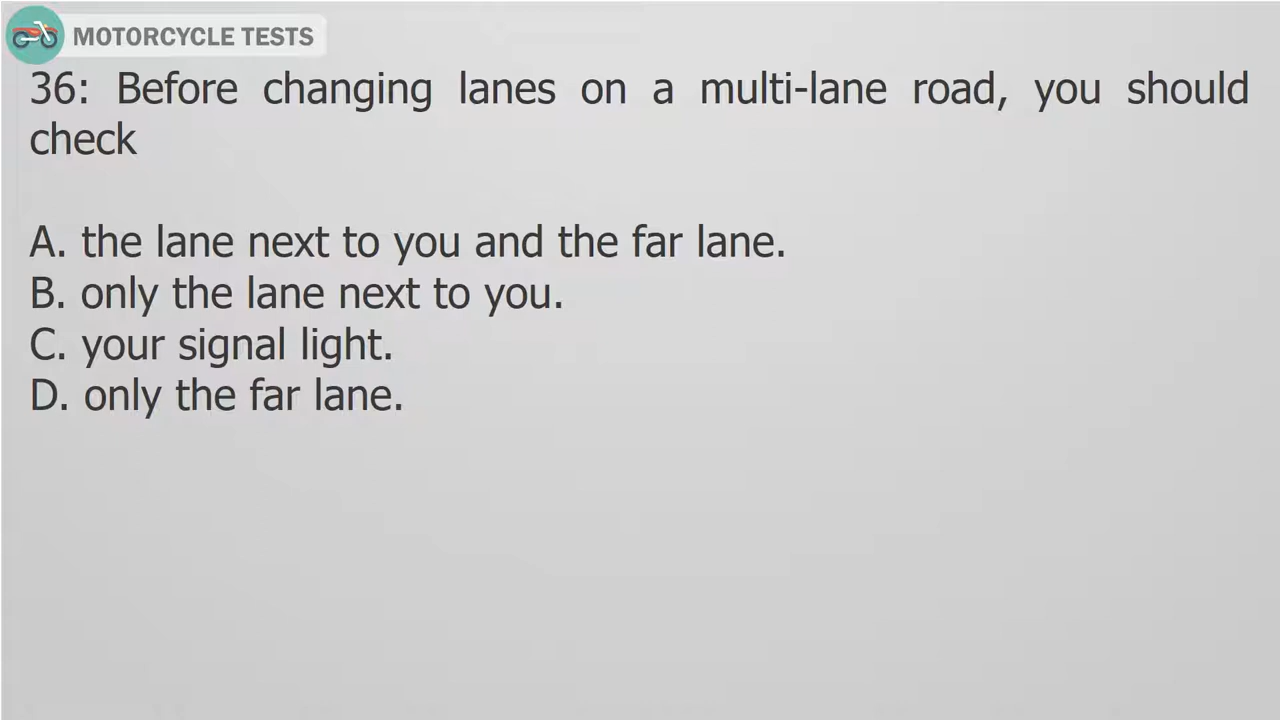 MOTORCYCLE TESTS
36: Before changing lanes on a multi-lane road, you should
check
A. the lane next to you and the far lane.
B. only the lane next to you.
C. your signal light.
D. only the far lane.